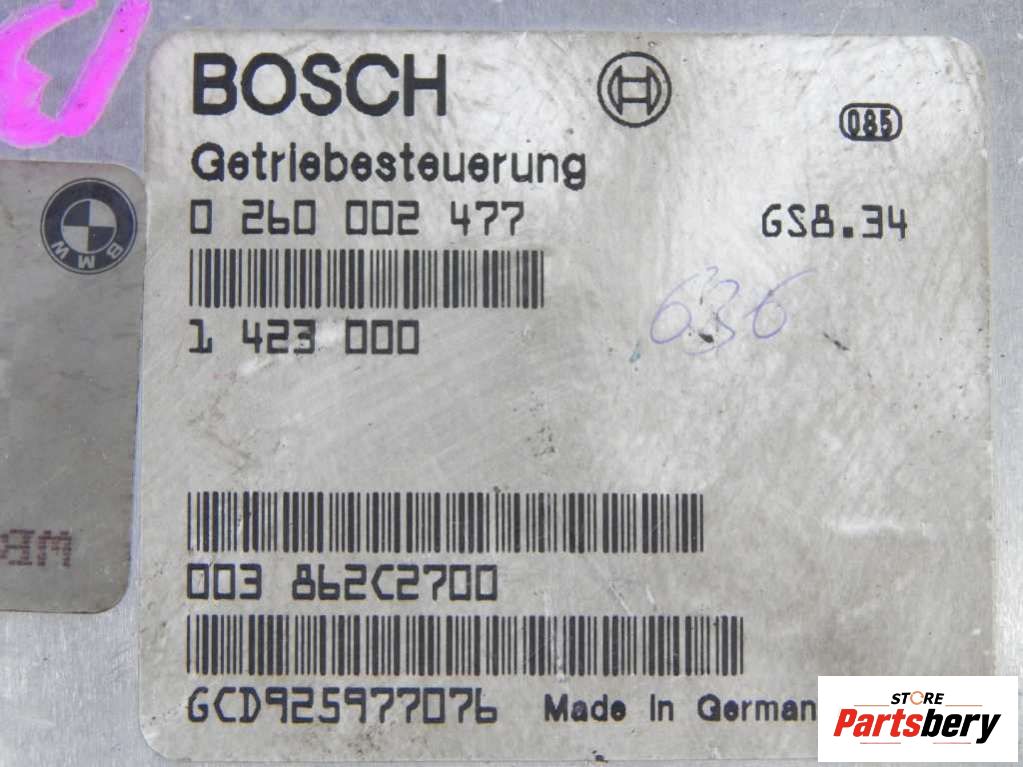 BOSCH
085
Getriebesteuerung
0 260 002 477
GS8.34
636
1 423 000
BMW
003 862C2700
GCD925977076
Made in German
STORE
Partsbery